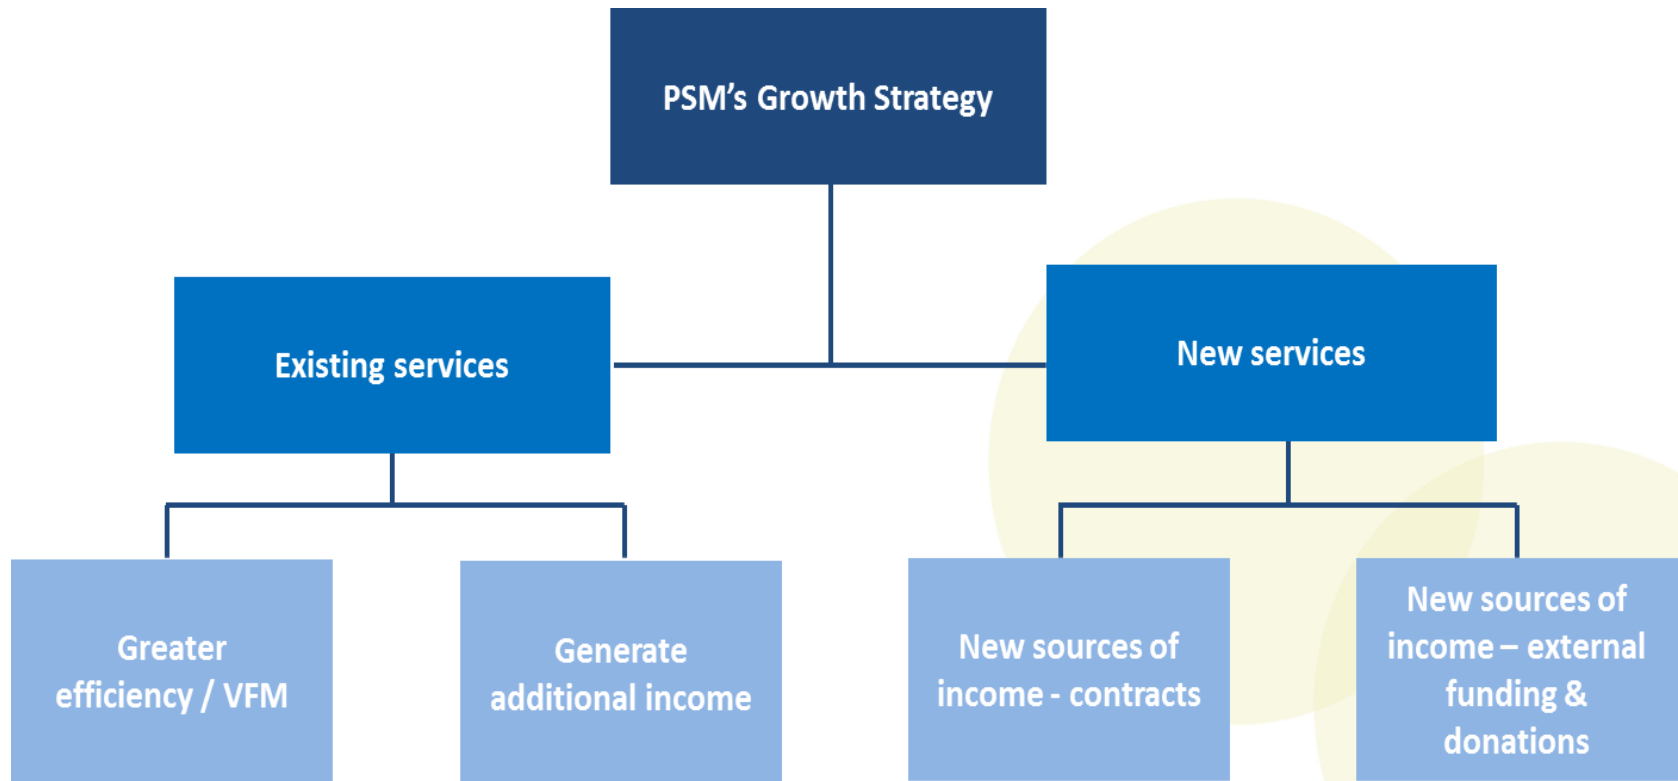 PSM's Growth Strategy
Existing services
New services
Greater
efficiency / VFM
Generate
additional income
New sources of
income - contracts
New sources of
income – external
funding &
donations